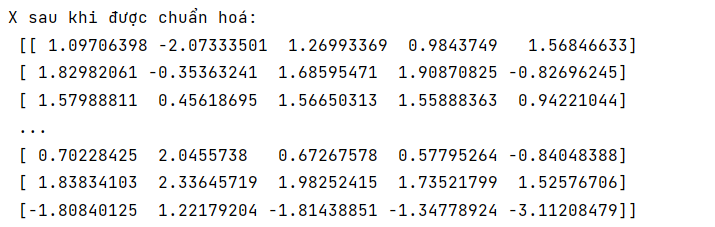 X sau khi được chuẩn hoá:
[[ 1.09706398 -2.07333501  1.26993369  0.9843749   1.56846633]
[ 1.82982061 -0.35363241  1.68595471  1.90870825 -0.82696245]
[ 1.57988811  0.45618695  1.56650313  1.55888363  0.94221044]
...
[ 0.70228425  2.0455738   0.67267578  0.57795264 -0.84048388]
[ 1.83834103  2.33645719  1.98252415  1.73521799  1.52576706]
[-1.80840125  1.22179204 -1.81438851 -1.34778924 -3.11208479]]